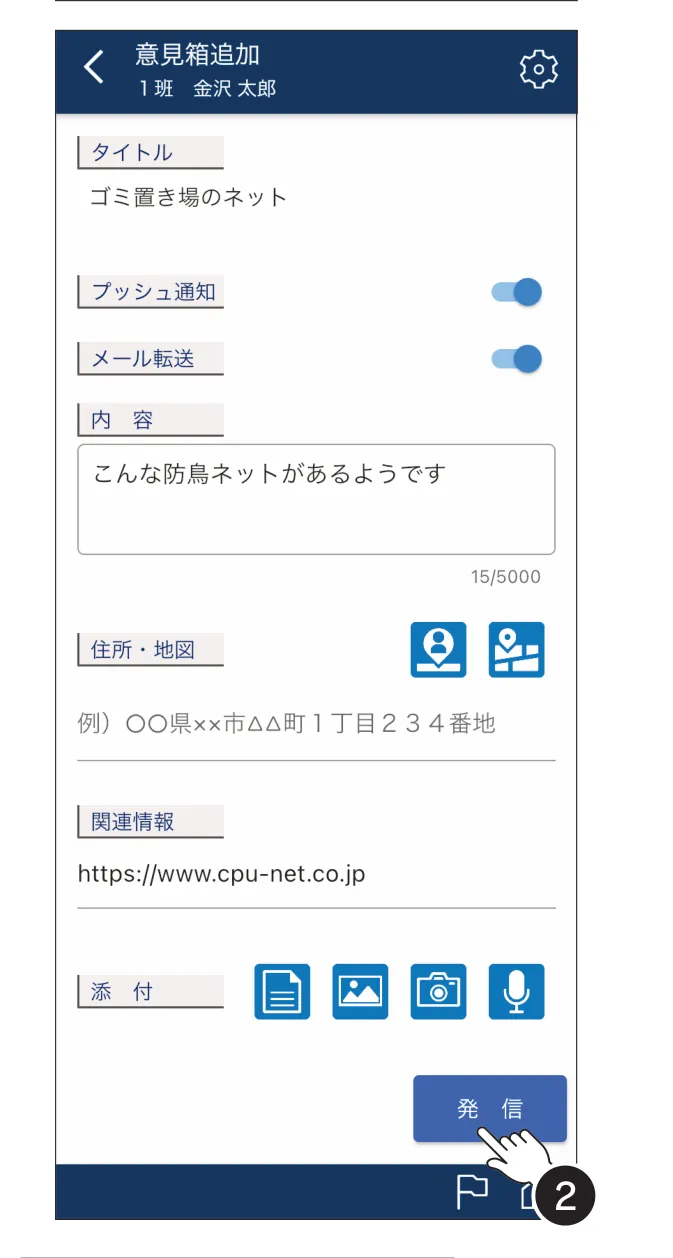 意見箱追加
1班　金沢 太郎
タイトル
ゴミ置き場のネット
プッシュ通知
メール転送
内　容
こんな防鳥ネットがあるようです
15/5000
住所・地図
例）〇〇県××市△△町１丁目２３４番地
関連情報
https://www.cpu-net.co.jp
添　付
発　信
2